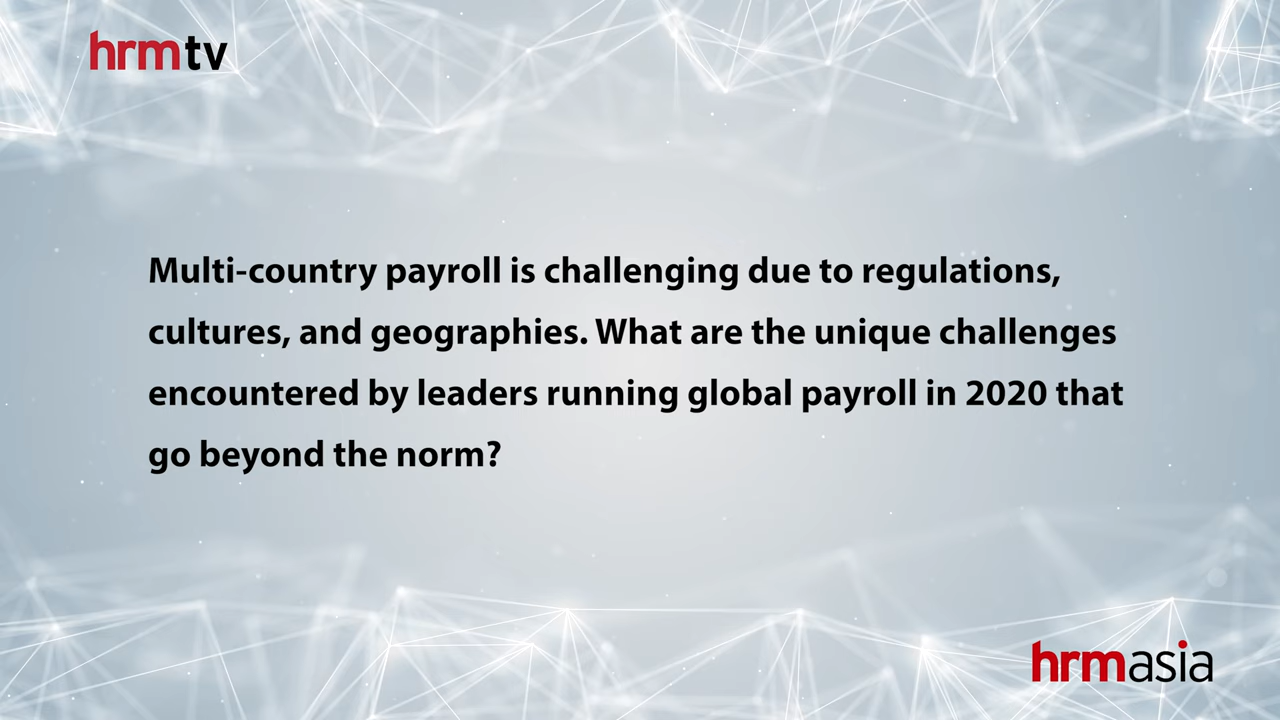 hrmtv
Multi-country payroll is challenging due to regulations,
cultures, and geographies. What are the unique challenges
encountered by leaders running global payroll in 2020 that
go beyond the norm?
hrmasia